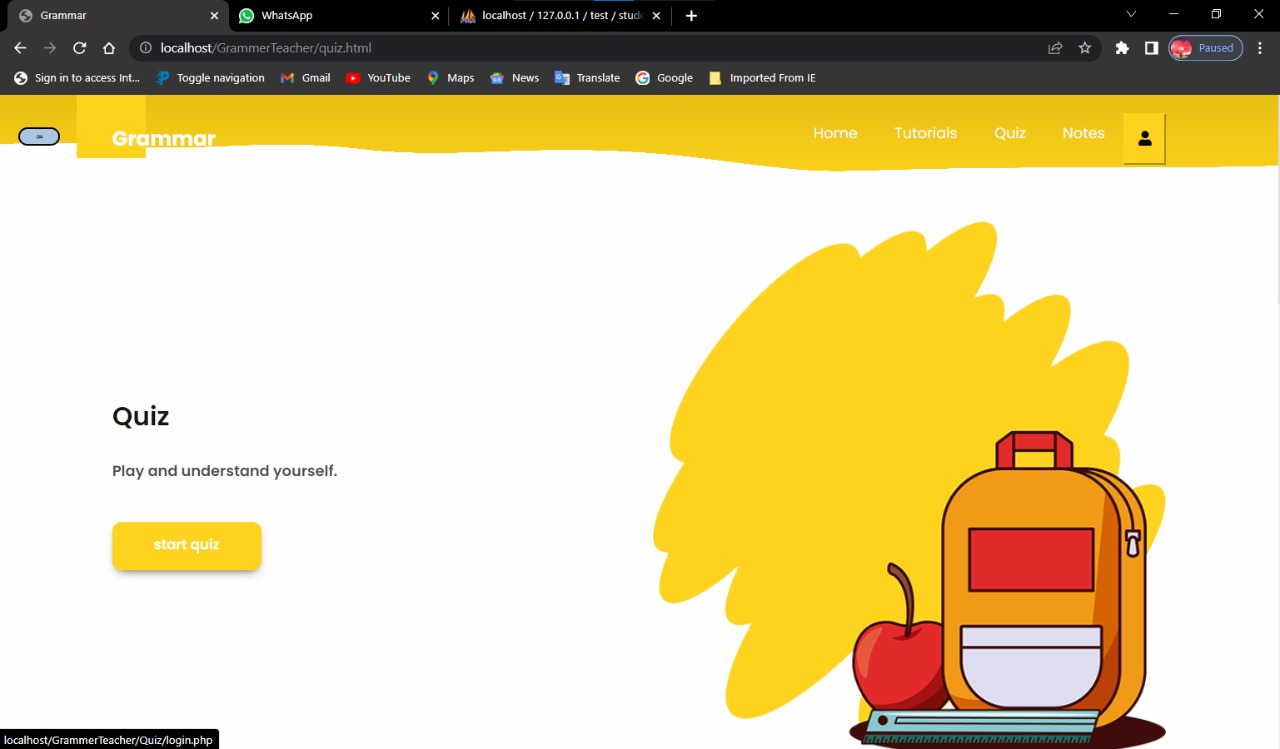 Grammar
WhatsApp
localhost / 127.0.0.1 / test / stud
localhost/GrammerTeacher/quiz.html
Paused
Sign in to access Int...
Toggle navigation
Gmail
YouTube
Maps
News
Translate
Google
Imported From IE
Grammar
Home
Tutorials
Quiz
Notes
Quiz
Play and understand yourself.
start quiz
localhost/GrammerTeacher/Quiz/login.php